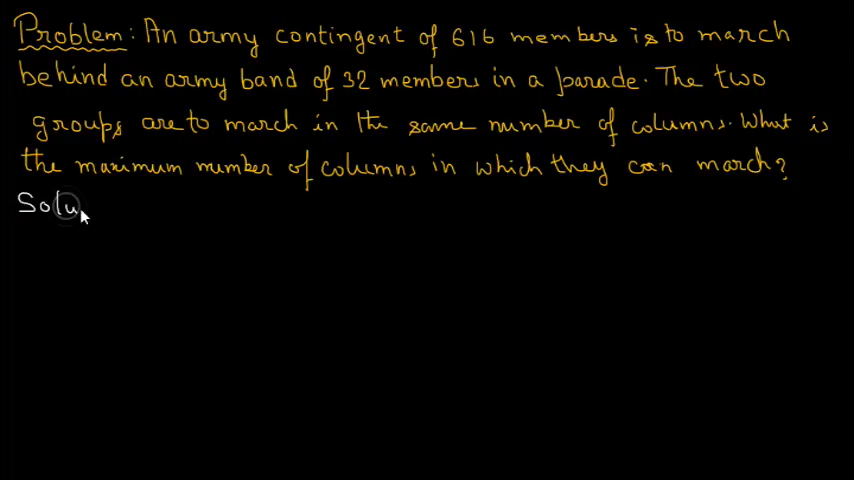 Problem: An army contingent of 616 members is to march
behind an army band of 32 members in a parade. The two
groups are to march in the same number of columns. What is
the maximum number of columns in which they can march?
Solu